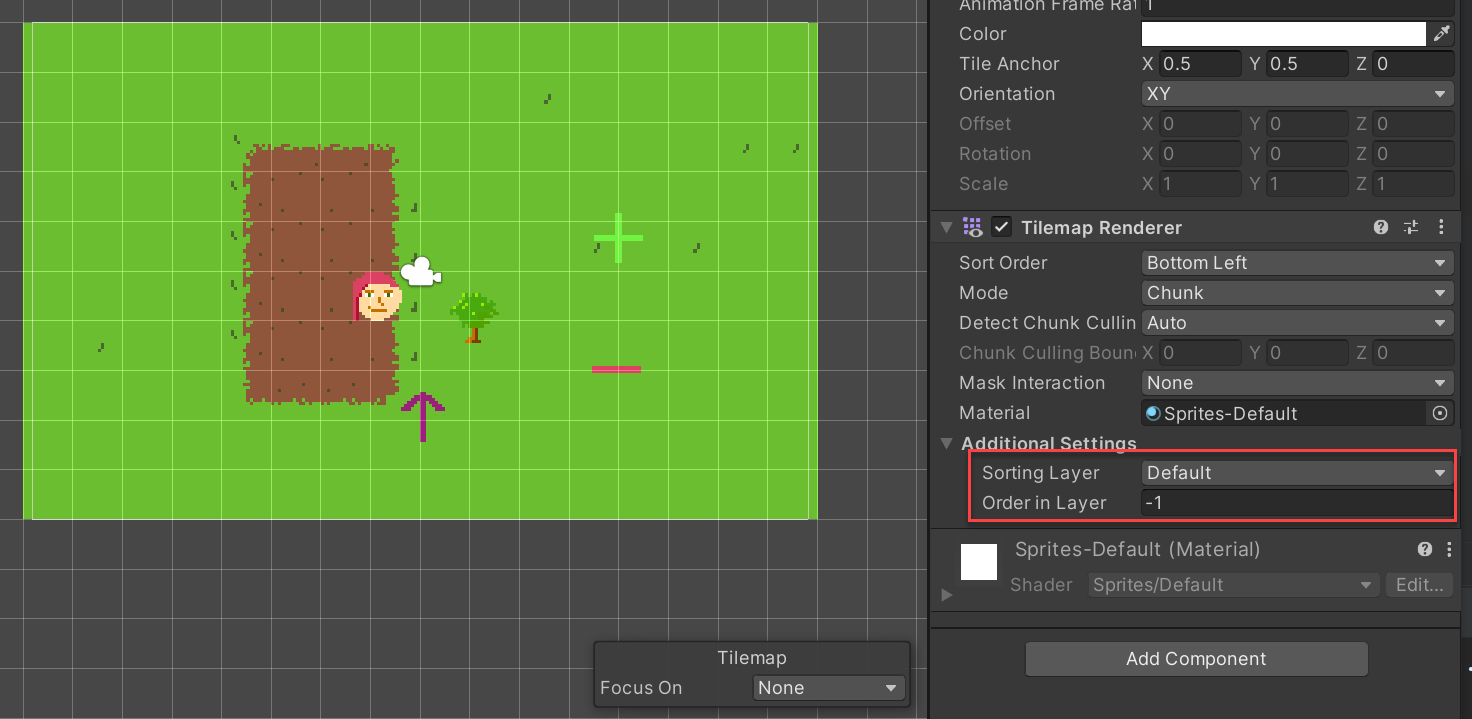 Animation Frame Rat 1
Color
Tile Anchor X 0.5 Y 0.5 Z 0
Orientation XY
Offset X 0 Y 0 Z 0
Rotation X 0 Y 0 Z 0
Scale X 1 Y 1 Z 1
Tilemap Renderer
Sort Order Bottom Left
Mode Chunk
Detect Chunk Cullin Auto
Chunk Culling Boun X 0 Y 0 Z 0
Mask Interaction None
Material Sprites-Default
Additional Settings
Sorting Layer Default
Order in Layer -1
Sprites-Default (Material)
Shader Sprites/Default Edit...
Add Component
Tilemap
Focus On None